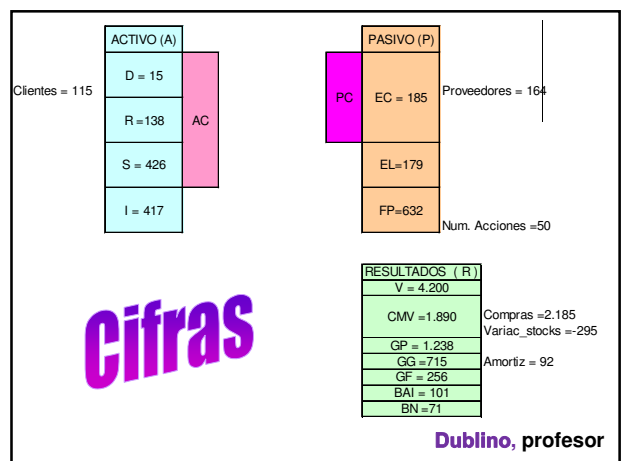 ACTIVO (A)
D = 15
Clientes = 115
R =138
AC
S = 426
I = 417
PASIVO (P)
PC
EC = 185
Proveedores = 164
EL=179
FP=632
Num. Acciones =50
Cifras
RESULTADOS ( R )
V = 4.200
CMV =1.890
Compras =2.185
Variac_stocks =-295
GP = 1.238
GG =715
Amortiz = 92
GF = 256
BAI = 101
BN =71
Dublino, profesor